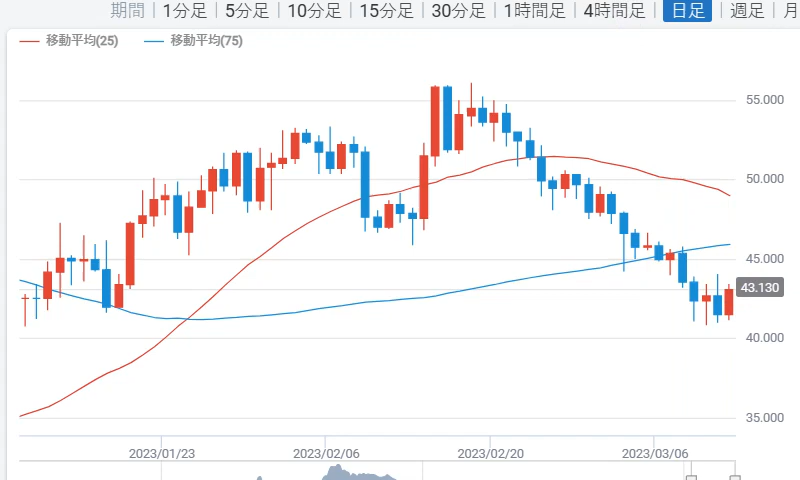 期間 1分足 5分足 10分足 15分足 30分足 1時間足 4時間足 日足 週足 月
移動平均(25) 移動平均(75)
55.000
50.000
45.000
43.130
40.000
35.000
2023/01/23 2023/02/06 2023/02/20 2023/03/06